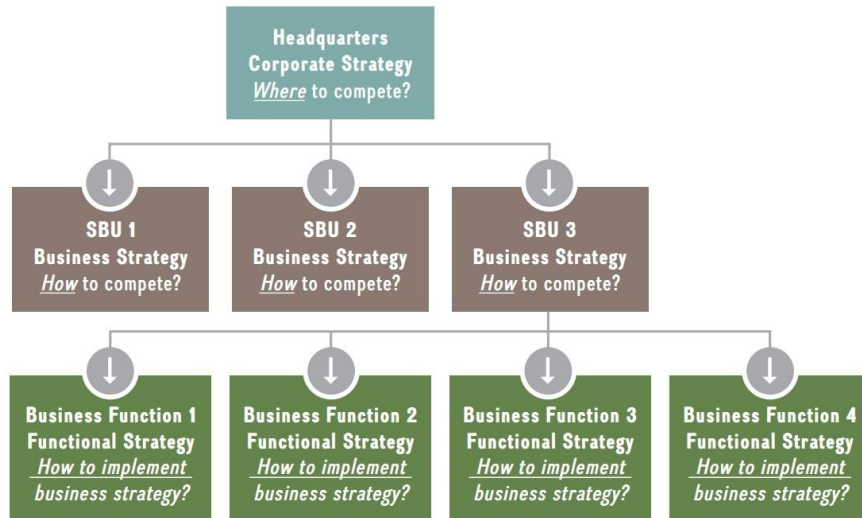 Headquarters
Corporate Strategy
Where to compete?
SBU 1
Business Strategy
How to compete?
SBU 2
Business Strategy
How to compete?
SBU 3
Business Strategy
How to compete?
Business Function 1
Functional Strategy
How to implement
business strategy?
Business Function 2
Functional Strategy
How to implement
business strategy?
Business Function 3
Functional Strategy
How to implement
business strategy?
Business Function 4
Functional Strategy
How to implement
business strategy?